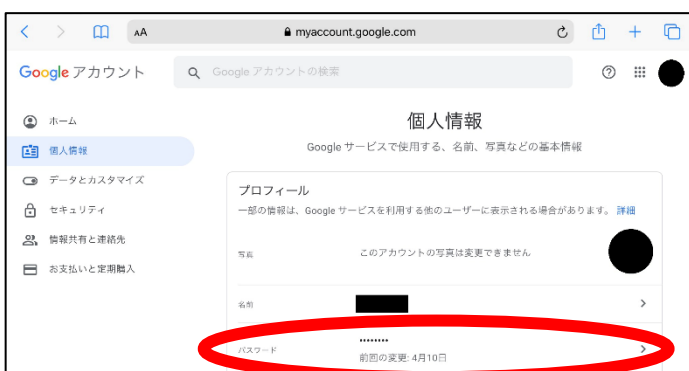 AA myaccount.google.com
Google アカウント Google アカウントの検索
ホーム
個人情報
データとカスタマイズ
セキュリティ
情報共有と連絡先
お支払いと定期購入
個人情報
Google サービスで使用する、名前、写真などの基本情報
プロフィール
一部の情報は、Google サービスを利用する他のユーザーに表示される場合があります。 詳細
写真 このアカウントの写真は変更できません
名前
パスワード ••••••••
前回の変更: 4月10日